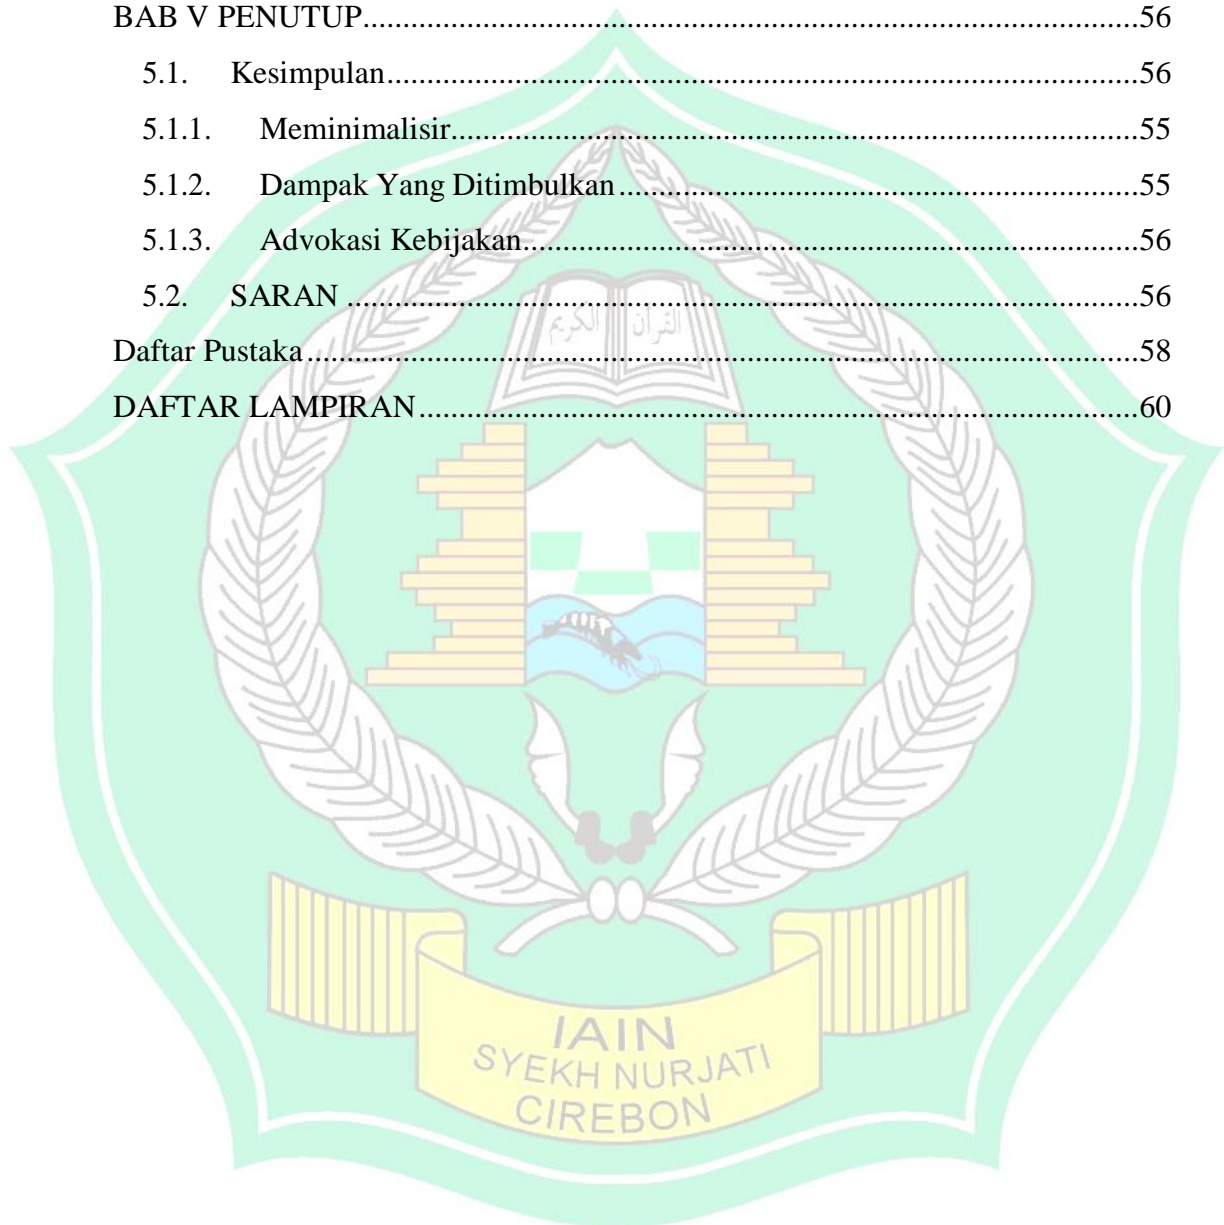 BAB V PENUTUP........................................................................................................56
5.1. Kesimpulan.....................................................................................................56
5.1.1. Meminimalisir.............................................................................................55
5.1.2. Dampak Yang Ditimbulkan......................................................................55
5.1.3. Advokasi Kebijakan...................................................................................56
5.2. SARAN..........................................................................................................56
Daftar Pustaka................................................................................................................58
DAFTAR LAMPIRAN.................................................................................................60
القرآن الكريم
IAIN
SYEKH NURJATI
CIREBON